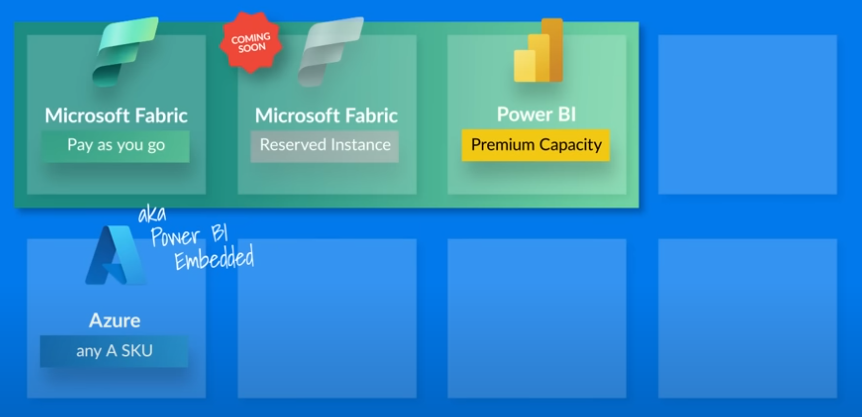 COMING
SOON
Microsoft Fabric
Pay as you go
Microsoft Fabric
Reserved Instance
Power BI
Premium Capacity
aka
Power BI
Embedded
Azure
any A SKU